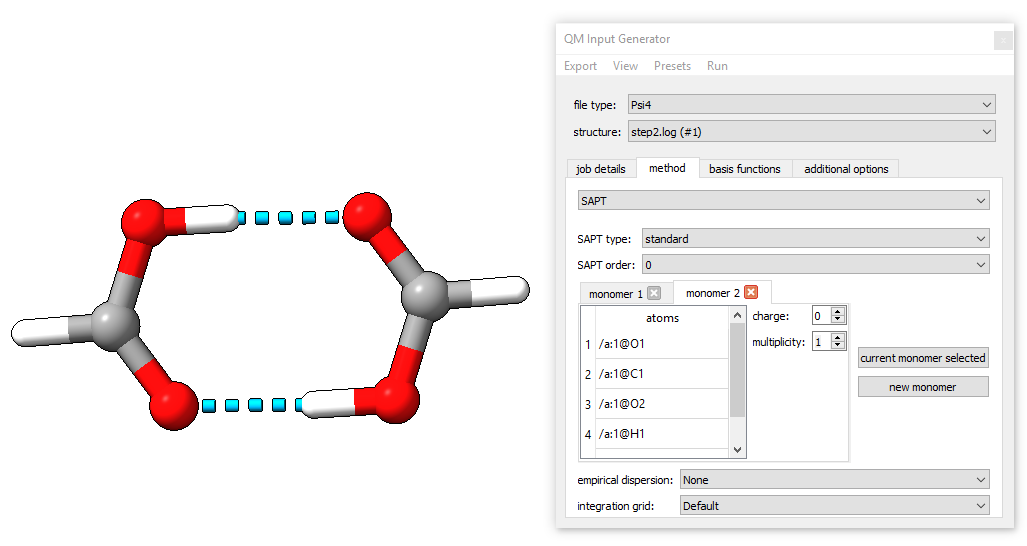 QM Input Generator
Export View Presets Run
file type: Psi4
structure: step2.log (#1)
job details method basis functions additional options
SAPT
SAPT type: standard
SAPT order: 0
monomer 1 monomer 2
atoms charge: 0
1 /a:1@O1 multiplicity: 1
current monomer selected
2 /a:1@C1
new monomer
3 /a:1@O2
4 /a:1@H1
empirical dispersion: None
integration grid: Default